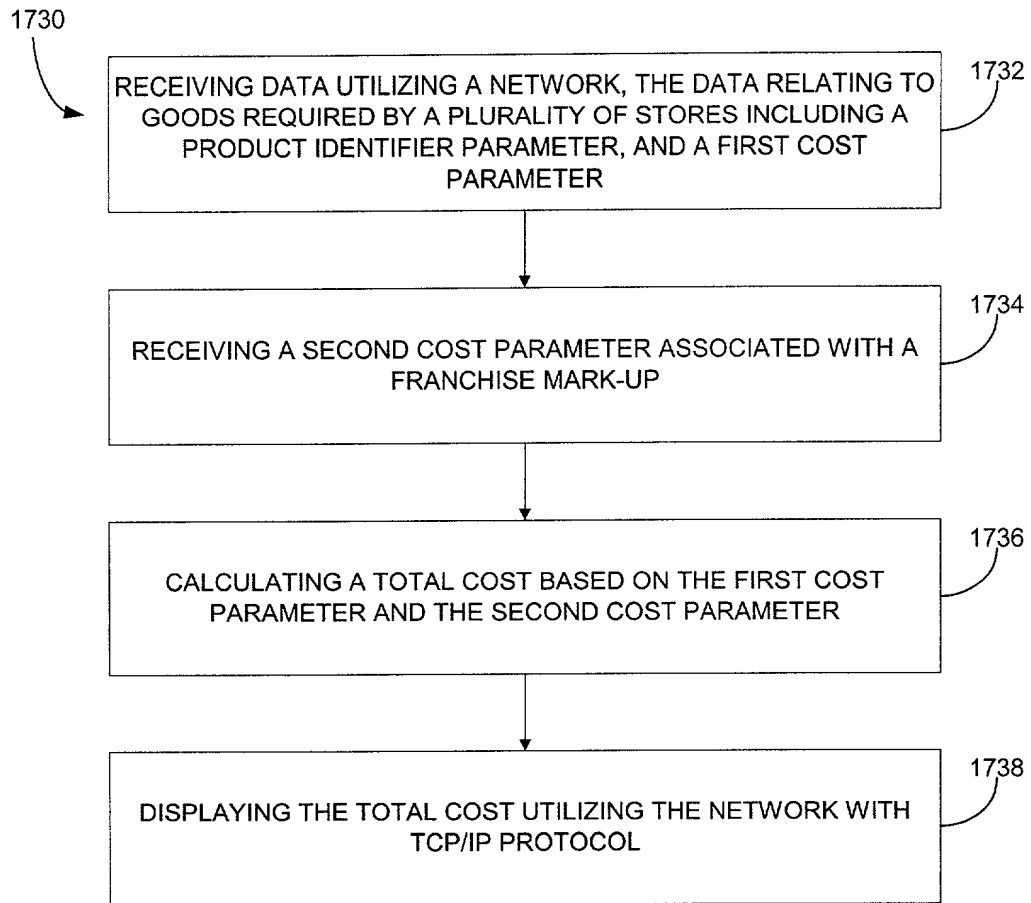 1730
RECEIVING DATA UTILIZING A NETWORK, THE DATA RELATING TO
GOODS REQUIRED BY A PLURALITY OF STORES INCLUDING A
PRODUCT IDENTIFIER PARAMETER, AND A FIRST COST
PARAMETER
1732
RECEIVING A SECOND COST PARAMETER ASSOCIATED WITH A
FRANCHISE MARK-UP
1734
CALCULATING A TOTAL COST BASED ON THE FIRST COST
PARAMETER AND THE SECOND COST PARAMETER
1736
DISPLAYING THE TOTAL COST UTILIZING THE NETWORK WITH
TCP/IP PROTOCOL
1738